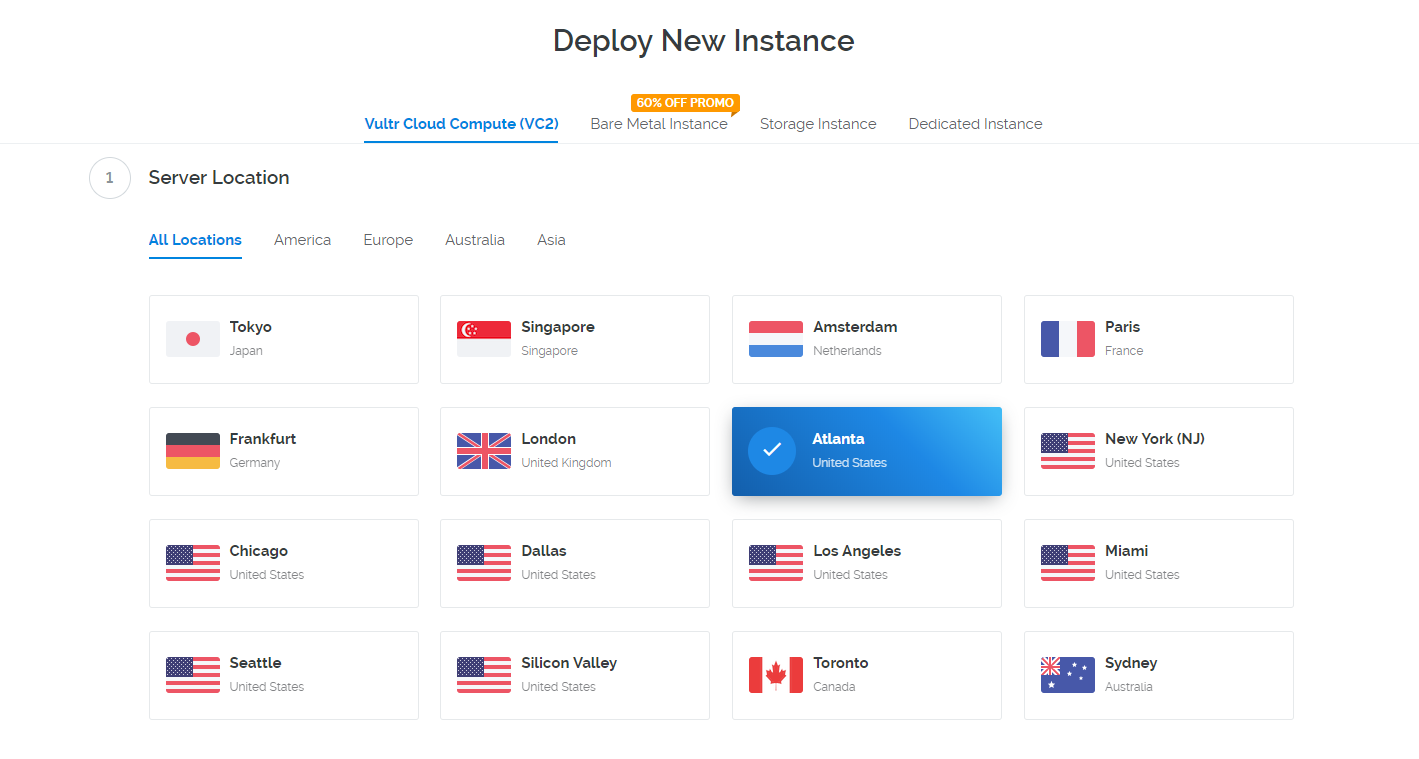 Deploy New Instance
60% OFF PROMO
Vultr Cloud Compute (VC2) Bare Metal Instance Storage Instance Dedicated Instance
1 Server Location
All Locations America Europe Australia Asia
Tokyo Singapore Amsterdam Paris
Japan Singapore Netherlands France
Frankfurt London Atlanta New York (NJ)
Germany United Kingdom United States United States
Chicago Dallas Los Angeles Miami
United States United States United States United States
Seattle Silicon Valley Toronto Sydney
United States United States Canada Australia